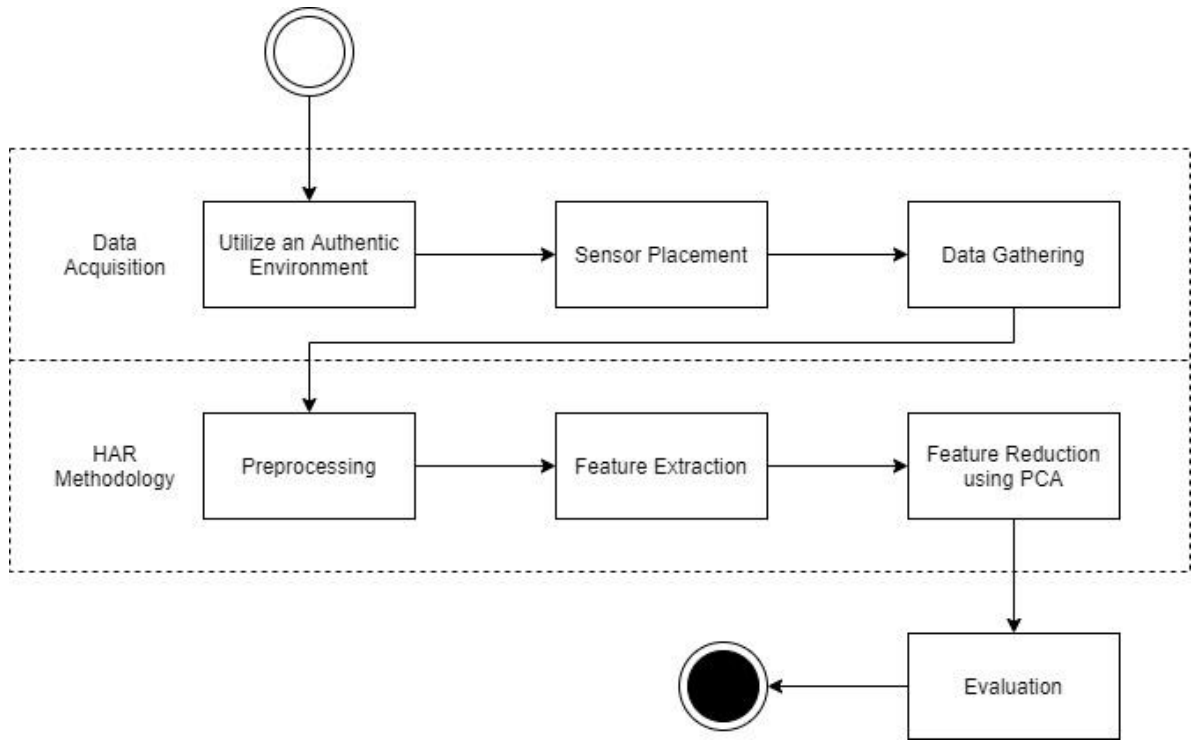 Data
Acquisition
Utilize an Authentic
Environment
Sensor Placement
Data Gathering
HAR
Methodology
Preprocessing
Feature Extraction
Feature Reduction
using PCA
Evaluation